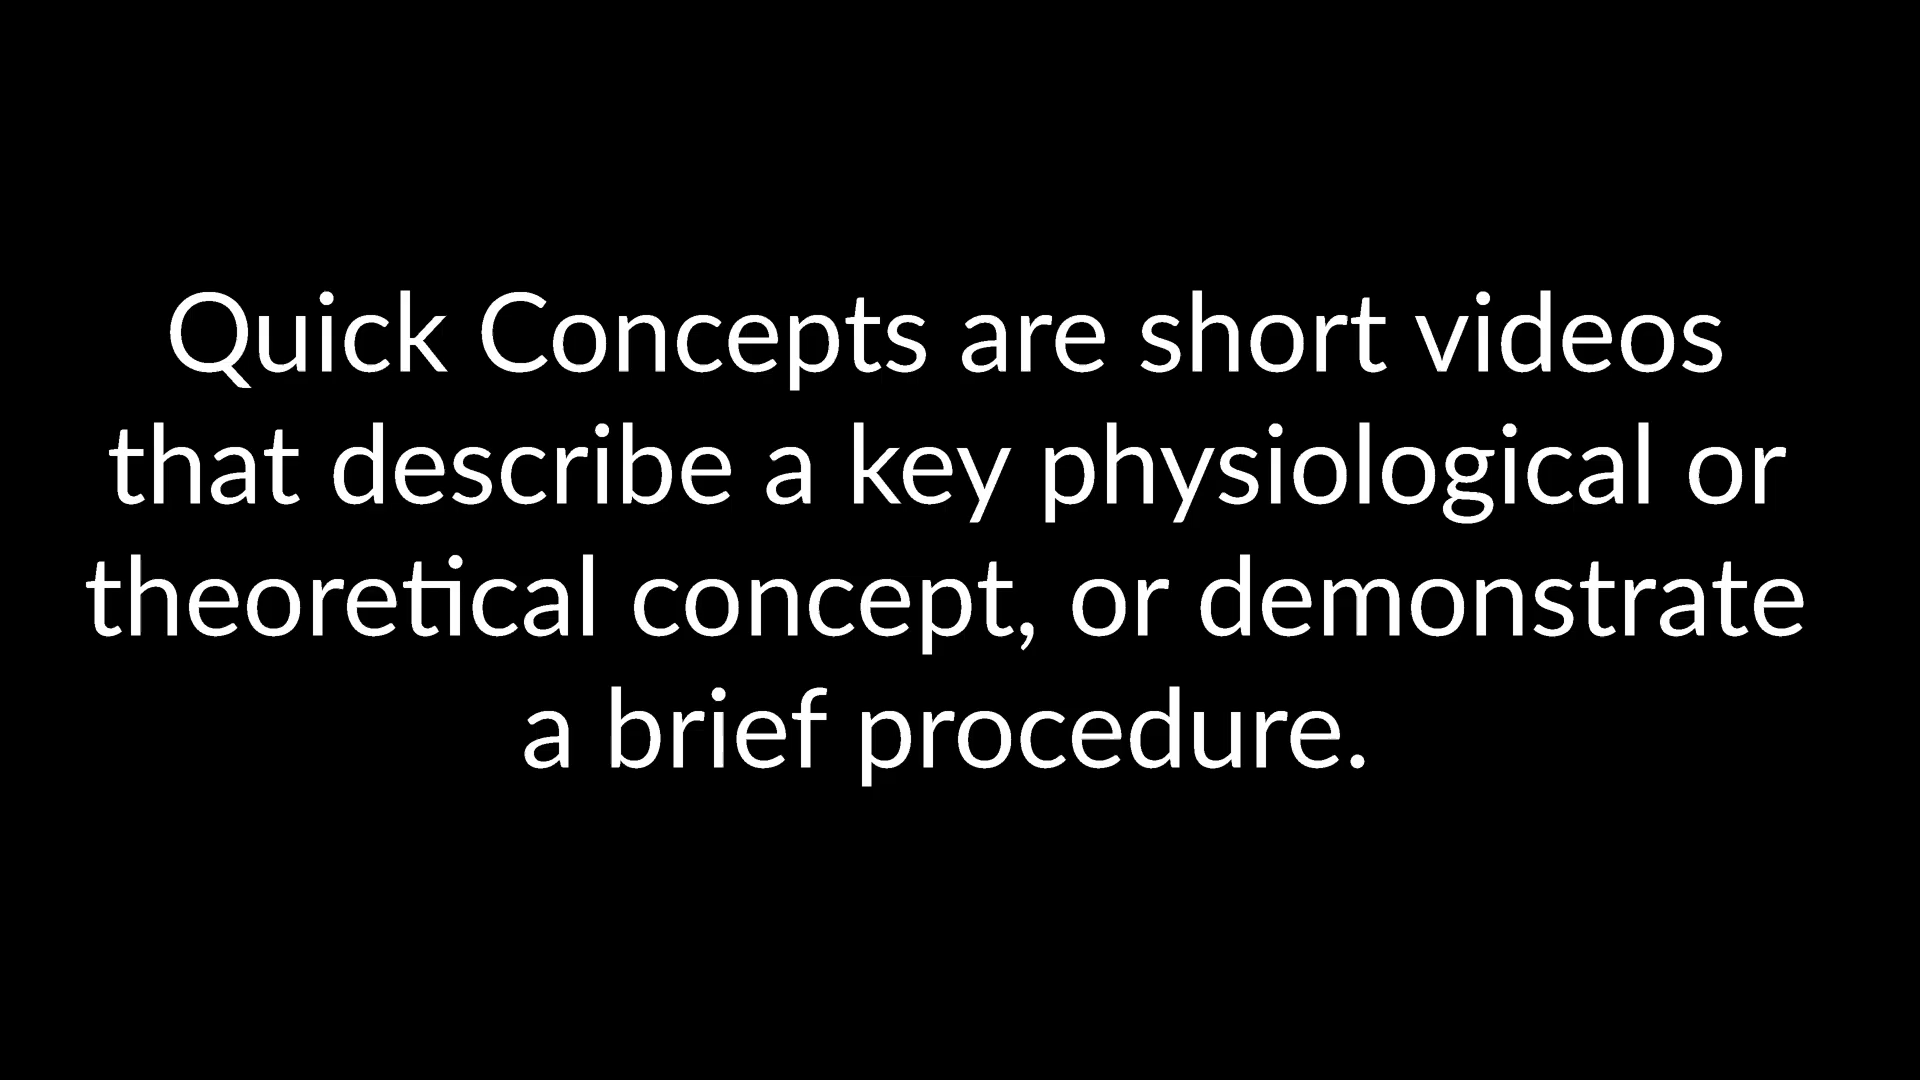 Quick Concepts are short videos
that describe a key physiological or
theoretical concept, or demonstrate
a brief procedure.